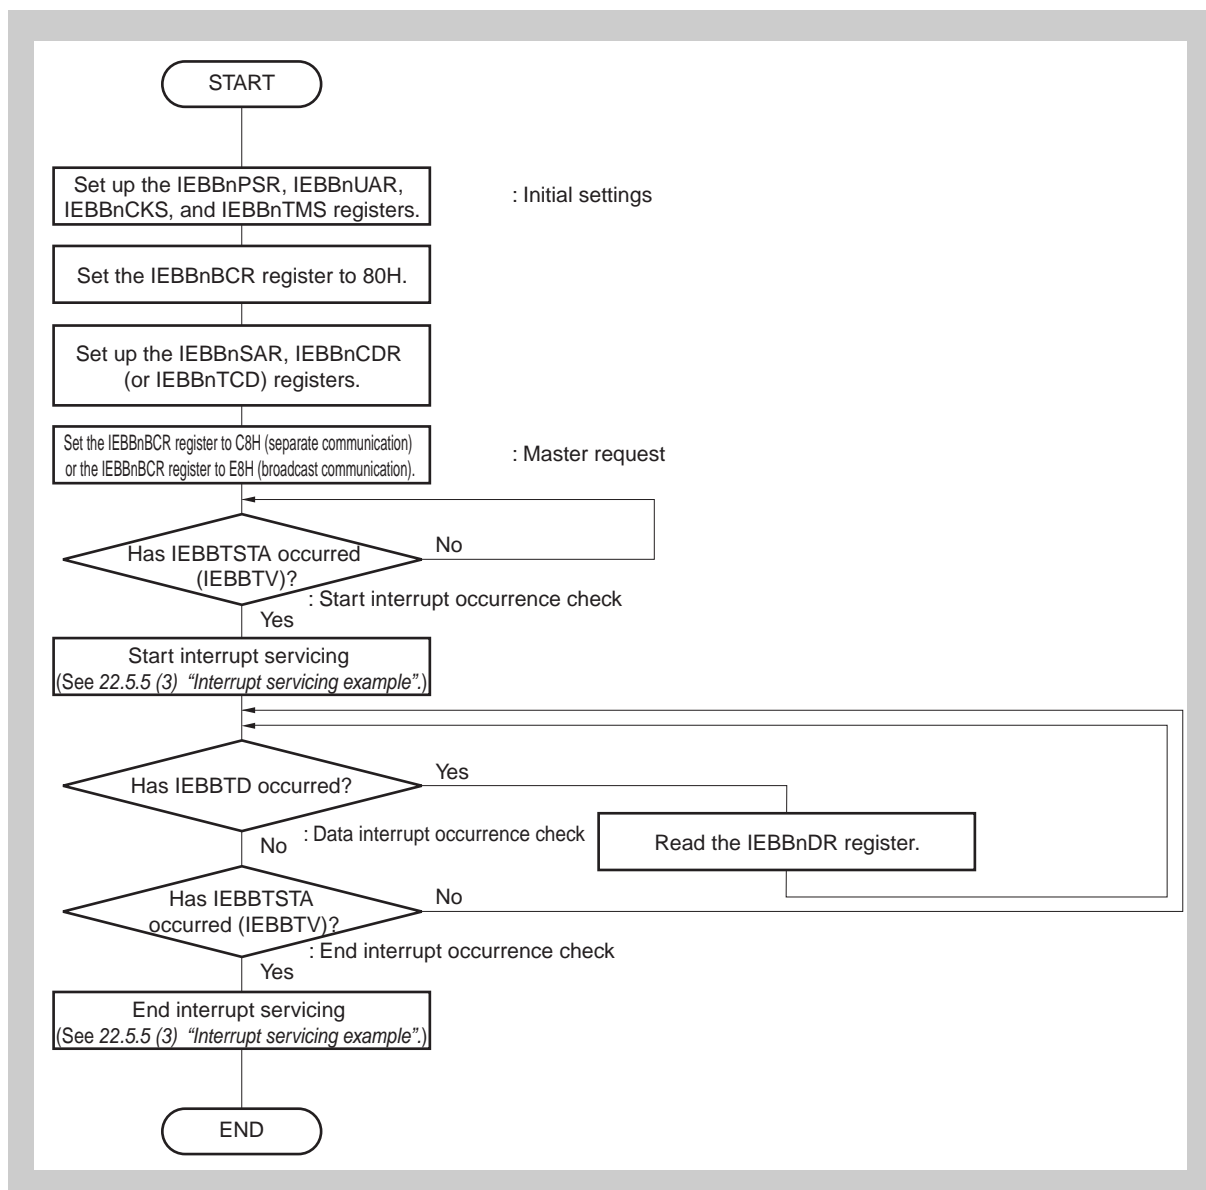 START
Set up the IEBBnPSR, IEBBnUAR,
IEBBnCKS, and IEBBnTMS registers.
: Initial settings
Set the IEBBnBCR register to 80H.
Set up the IEBBnSAR, IEBBnCDR
(or IEBBnTCD) registers.
Set the IEBBnBCR register to C8H (separate communication)
or the IEBBnBCR register to E8H (broadcast communication).
: Master request
Has IEBBTSTA occurred
(IEBBTV)?
No
: Start interrupt occurrence check
Yes
Start interrupt servicing
(See 22.5.5 (3) “Interrupt servicing example”.)
Has IEBBTD occurred?
Yes
: Data interrupt occurrence check
No
Read the IEBBnDR register.
Has IEBBTSTA
occurred (IEBBTV)?
No
: End interrupt occurrence check
Yes
End interrupt servicing
(See 22.5.5 (3) “Interrupt servicing example”.)
END